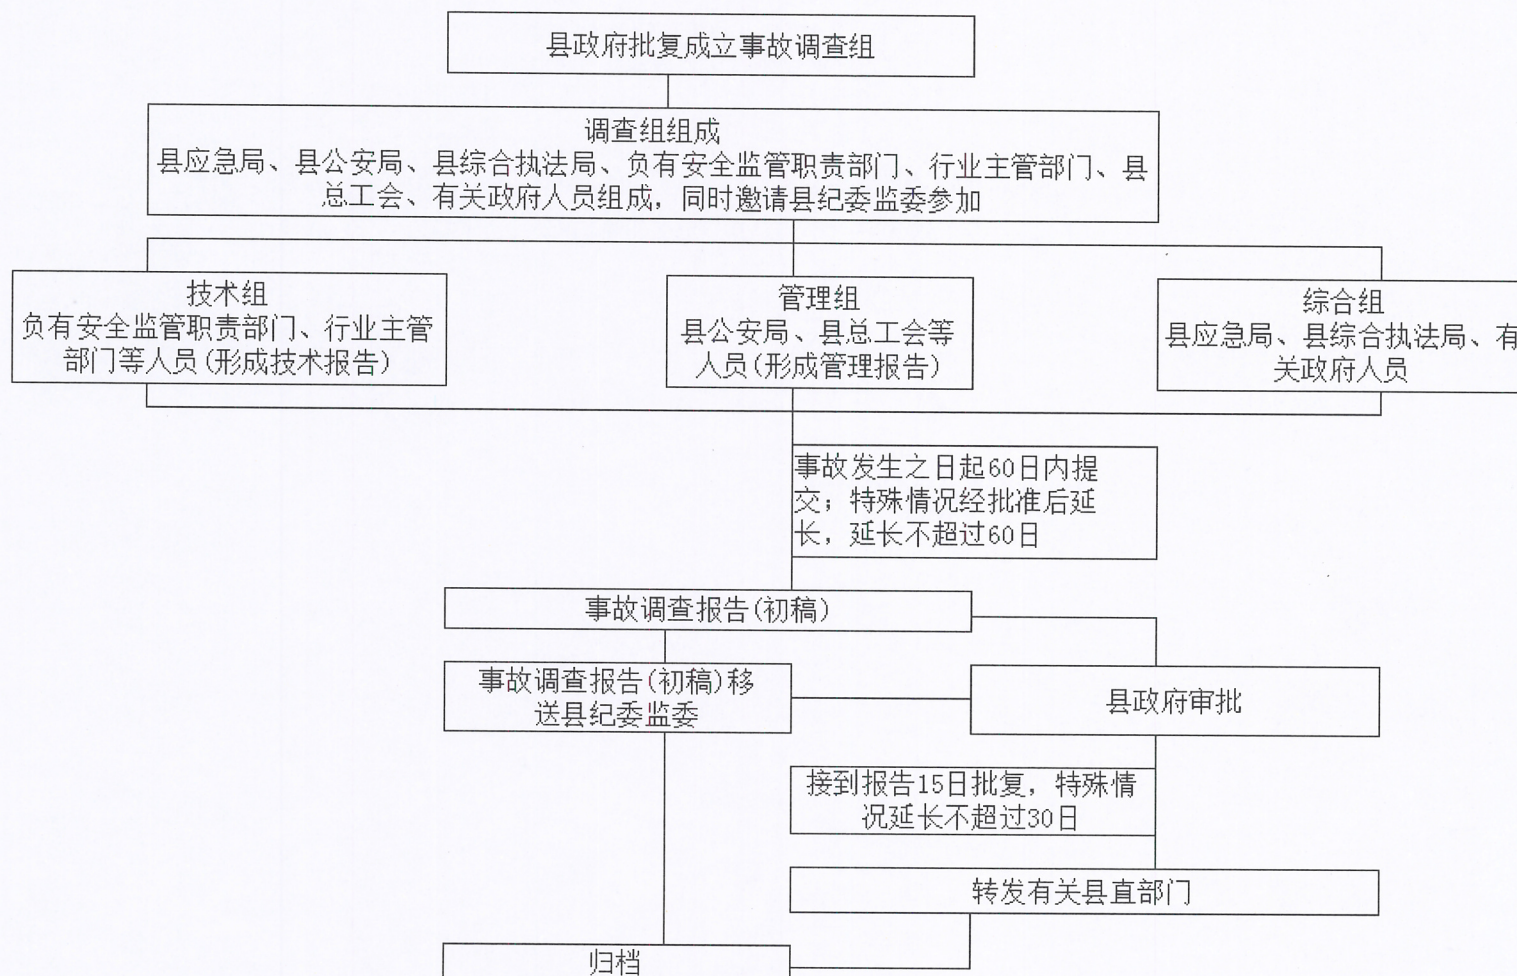 县政府批复成立事故调查组
调查组组成
县应急局、县公安局、县综合执法局、负有安全监管职责部门、行业主管部门、县
总工会、有关政府人员组成，同时邀请县纪委监委参加
技术组
负有安全监管职责部门、行业主管
部门等人员(形成技术报告)
管理组
县公安局、县总工会等
人员(形成管理报告)
综合组
县应急局、县综合执法局、有
关政府人员
事故发生之日起60日内提
交；特殊情况经批准后延
长，延长不超过60日
事故调查报告(初稿)
事故调查报告(初稿)移
送县纪委监委
县政府审批
接到报告15日批复，特殊情
况延长不超过30日
转发有关县直部门
归档